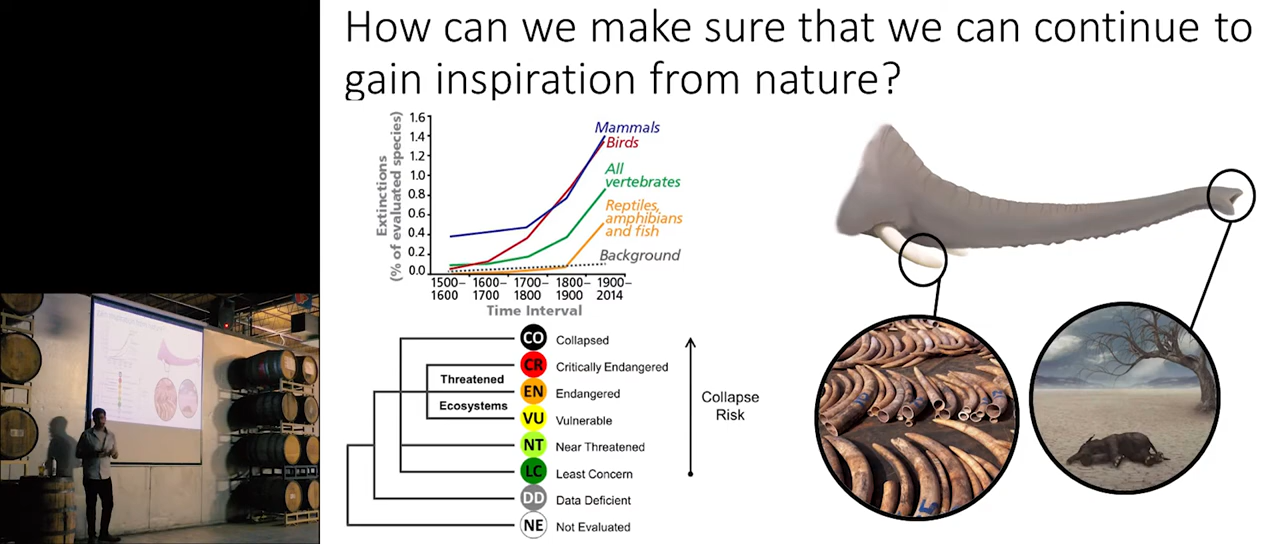 How can we make sure that we can continue to
gain inspiration from nature?
Extinctions
(% of evaluated species)
1.6
1.4
1.2
1.0
0.8
0.6
0.4
0.2
0.0
Mammals
Birds
All
vertebrates
Reptiles,
amphibians
and fish
Background
1500– 1600– 1700– 1800– 1900–
1600 1700 1800 1900 2014
Time Interval
CO Collapsed
CR Critically Endangered
Threatened
EN Endangered
Ecosystems
VU Vulnerable
NT Near Threatened
LC Least Concern
DD Data Deficient
NE Not Evaluated
Collapse
Risk